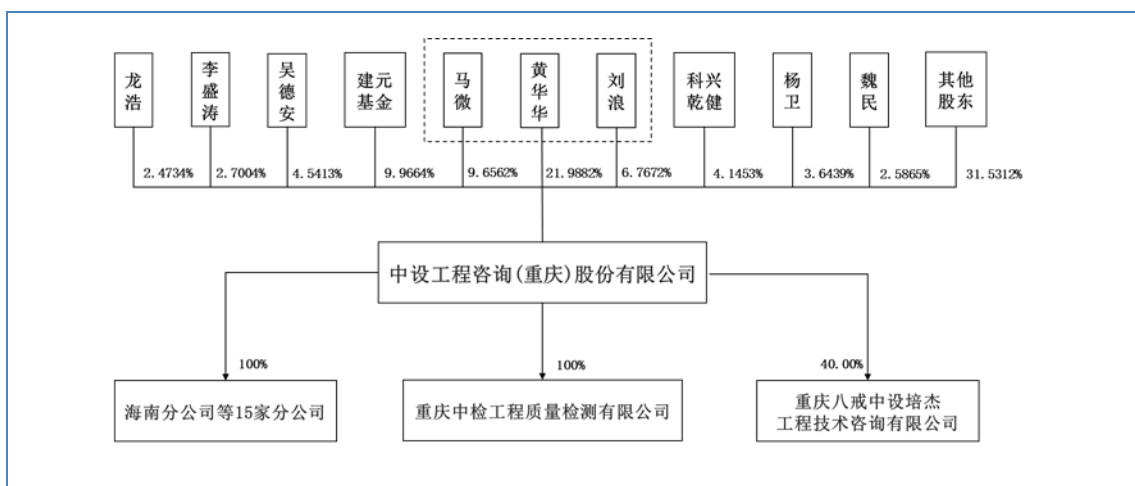 龙浩
李盛涛
吴德安
建元
基金
马微
黄华华
刘浪
科兴
乾健
杨卫
魏民
其他
股东
2.4734%
2.7004%
4.5413%
9.9664%
9.6562%
21.9882%
6.7672%
4.1453%
3.6439%
2.5865%
31.5312%
中设工程咨询(重庆)股份有限公司
100%
100%
40.00%
海南分公司等15家分公司
重庆中检工程质量检测有限公司
重庆八戒中设培杰
工程技术咨询有限公司